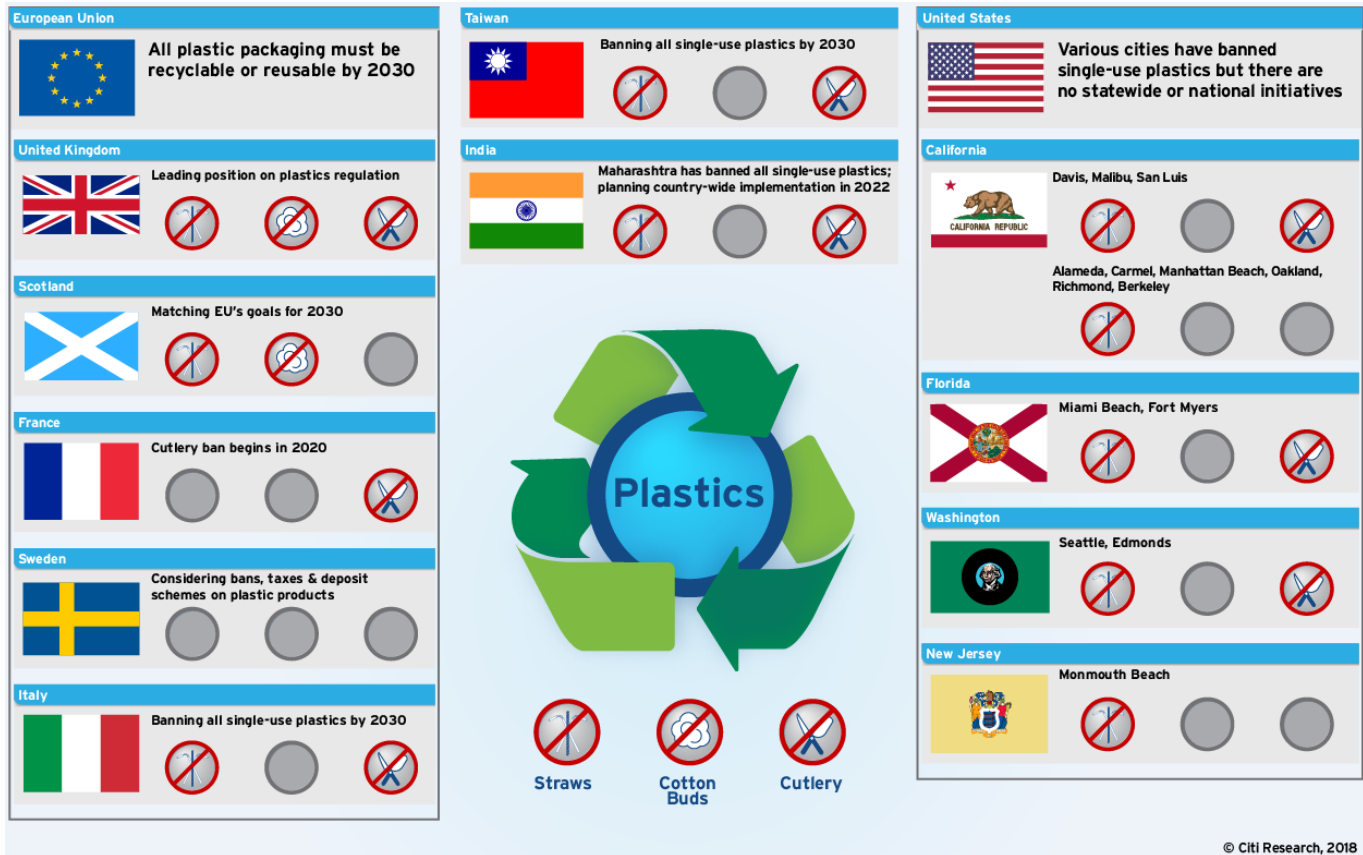 European Union
All plastic packaging must be
recyclable or reusable by 2030
United Kingdom
Leading position on plastics regulation
Scotland
Matching EU's goals for 2030
France
Cutlery ban begins in 2020
Sweden
Considering bans, taxes & deposit
schemes on plastic products
Italy
Banning all single-use plastics by 2030
Taiwan
Banning all single-use plastics by 2030
India
Maharashtra has banned all single-use plastics;
planning country-wide implementation in 2022
Plastics
Straws
Cotton
Buds
Cutlery
United States
Various cities have banned
single-use plastics but there are
no statewide or national initiatives
California
CALIFORNIA REPUBLIC
Davis, Malibu, San Luis
Alameda, Carmel, Manhattan Beach, Oakland,
Richmond, Berkeley
Florida
Miami Beach, Fort Myers
Washington
Seattle, Edmonds
New Jersey
Monmouth Beach
© Citi Research, 2018